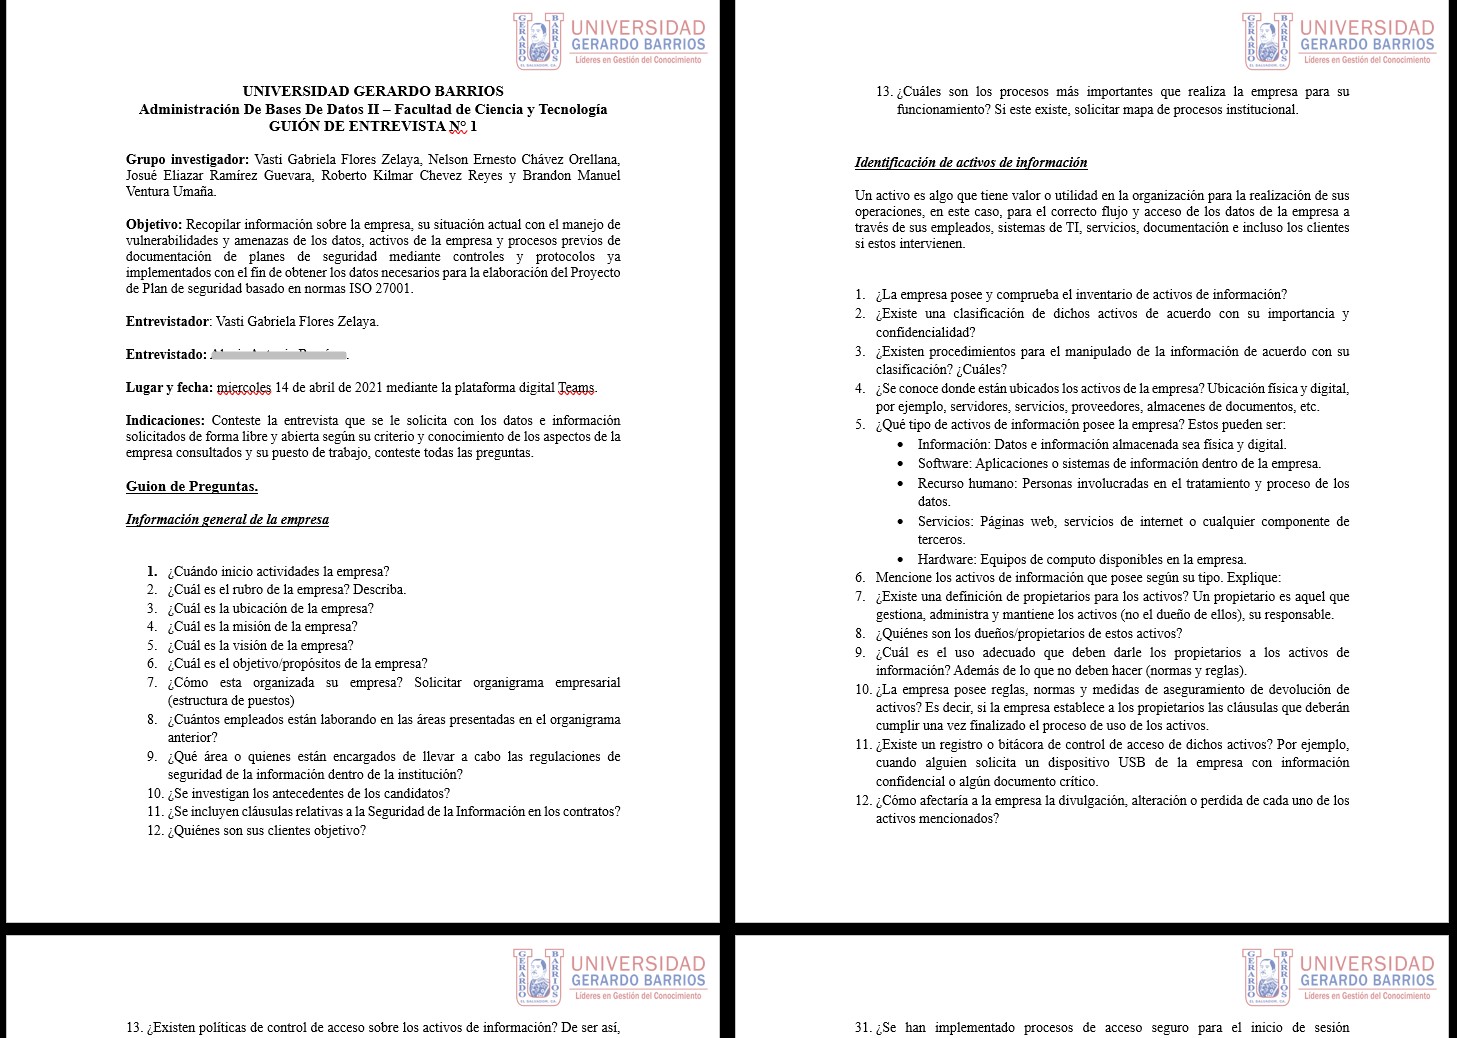 GERARDO BARRIOS
EL SALVADOR, CA.
UNIVERSIDAD
GERARDO BARRIOS
Líderes en Gestión del Conocimiento
UNIVERSIDAD GERARDO BARRIOS
Administración De Bases De Datos II – Facultad de Ciencia y Tecnología
GUIÓN DE ENTREVISTA N° 1
Grupo investigador: Vasti Gabriela Flores Zelaya, Nelson Ernesto Chávez Orellana,
Josué Eliazar Ramírez Guevara, Roberto Kilmar Chevez Reyes y Brandon Manuel
Ventura Umaña.
Objetivo: Recopilar información sobre la empresa, su situación actual con el manejo de
vulnerabilidades y amenazas de los datos, activos de la empresa y procesos previos de
documentación de planes de seguridad mediante controles y protocolos ya
implementados con el fin de obtener los datos necesarios para la elaboración del Proyecto
de Plan de seguridad basado en normas ISO 27001.
Entrevistador: Vasti Gabriela Flores Zelaya.
Entrevistado:
Lugar y fecha: miercoles 14 de abril de 2021 mediante la plataforma digital Teams.
Indicaciones: Conteste la entrevista que se le solicita con los datos e información
solicitados de forma libre y abierta según su criterio y conocimiento de los aspectos de la
empresa consultados y su puesto de trabajo, conteste todas las preguntas.
Guion de Preguntas.
Información general de la empresa
1. ¿Cuándo inicio actividades la empresa?
2. ¿Cuál es el rubro de la empresa? Describa.
3. ¿Cuál es la ubicación de la empresa?
4. ¿Cuál es la misión de la empresa?
5. ¿Cuál es la visión de la empresa?
6. ¿Cuál es el objetivo/propósitos de la empresa?
7. ¿Cómo esta organizada su empresa? Solicitar organigrama empresarial
(estructura de puestos)
8. ¿Cuántos empleados están laborando en las áreas presentadas en el organigrama
anterior?
9. ¿Qué área o quienes están encargados de llevar a cabo las regulaciones de
seguridad de la información dentro de la institución?
10. ¿Se investigan los antecedentes de los candidatos?
11. ¿Se incluyen cláusulas relativas a la Seguridad de la Información en los contratos?
12. ¿Quiénes son sus clientes objetivo?
GERARDO BARRIOS
EL SALVADOR, CA.
UNIVERSIDAD
GERARDO BARRIOS
Líderes en Gestión del Conocimiento
13. ¿Cuáles son los procesos más importantes que realiza la empresa para su
funcionamiento? Si este existe, solicitar mapa de procesos institucional.
Identificación de activos de información
Un activo es algo que tiene valor o utilidad en la organización para la realización de sus
operaciones, en este caso, para el correcto flujo y acceso de los datos de la empresa a
través de sus empleados, sistemas de TI, servicios, documentación e incluso los clientes
si estos intervienen.
1. ¿La empresa posee y comprueba el inventario de activos de información?
2. ¿Existe una clasificación de dichos activos de acuerdo con su importancia y
confidencialidad?
3. ¿Existen procedimientos para el manipulado de la información de acuerdo con su
clasificación? ¿Cuáles?
4. ¿Se conoce donde están ubicados los activos de la empresa? Ubicación física y digital,
por ejemplo, servidores, servicios, proveedores, almacenes de documentos, etc.
5. ¿Qué tipo de activos de información posee la empresa? Estos pueden ser:
• Información: Datos e información almacenada sea física y digital.
• Software: Aplicaciones o sistemas de información dentro de la empresa.
• Recurso humano: Personas involucradas en el tratamiento y proceso de los
datos.
• Servicios: Páginas web, servicios de internet o cualquier componente de
terceros.
• Hardware: Equipos de computo disponibles en la empresa.
6. Mencione los activos de información que posee según su tipo. Explique:
7. ¿Existe una definición de propietarios para los activos? Un propietario es aquel que
gestiona, administra y mantiene los activos (no el dueño de ellos), su responsable.
8. ¿Quiénes son los dueños/propietarios de estos activos?
9. ¿Cuál es el uso adecuado que deben darle los propietarios a los activos de
información? Además de lo que no deben hacer (normas y reglas).
10. ¿La empresa posee reglas, normas y medidas de aseguramiento de devolución de
activos? Es decir, si la empresa establece a los propietarios las cláusulas que deberán
cumplir una vez finalizado el proceso de uso de los activos.
11. ¿Existe un registro o bitácora de control de acceso de dichos activos? Por ejemplo,
cuando alguien solicita un dispositivo USB de la empresa con información
confidencial o algún documento crítico.
12. ¿Cómo afectaría a la empresa la divulgación, alteración o perdida de cada uno de los
activos mencionados?
GERARDO BARRIOS
EL SALVADOR, CA.
UNIVERSIDAD
GERARDO BARRIOS
Líderes en Gestión del Conocimiento
13. ¿Existen políticas de control de acceso sobre los activos de información? De ser así,
GERARDO BARRIOS
EL SALVADOR, CA.
UNIVERSIDAD
GERARDO BARRIOS
Líderes en Gestión del Conocimiento
31. ¿Se han implementado procesos de acceso seguro para el inicio de sesión